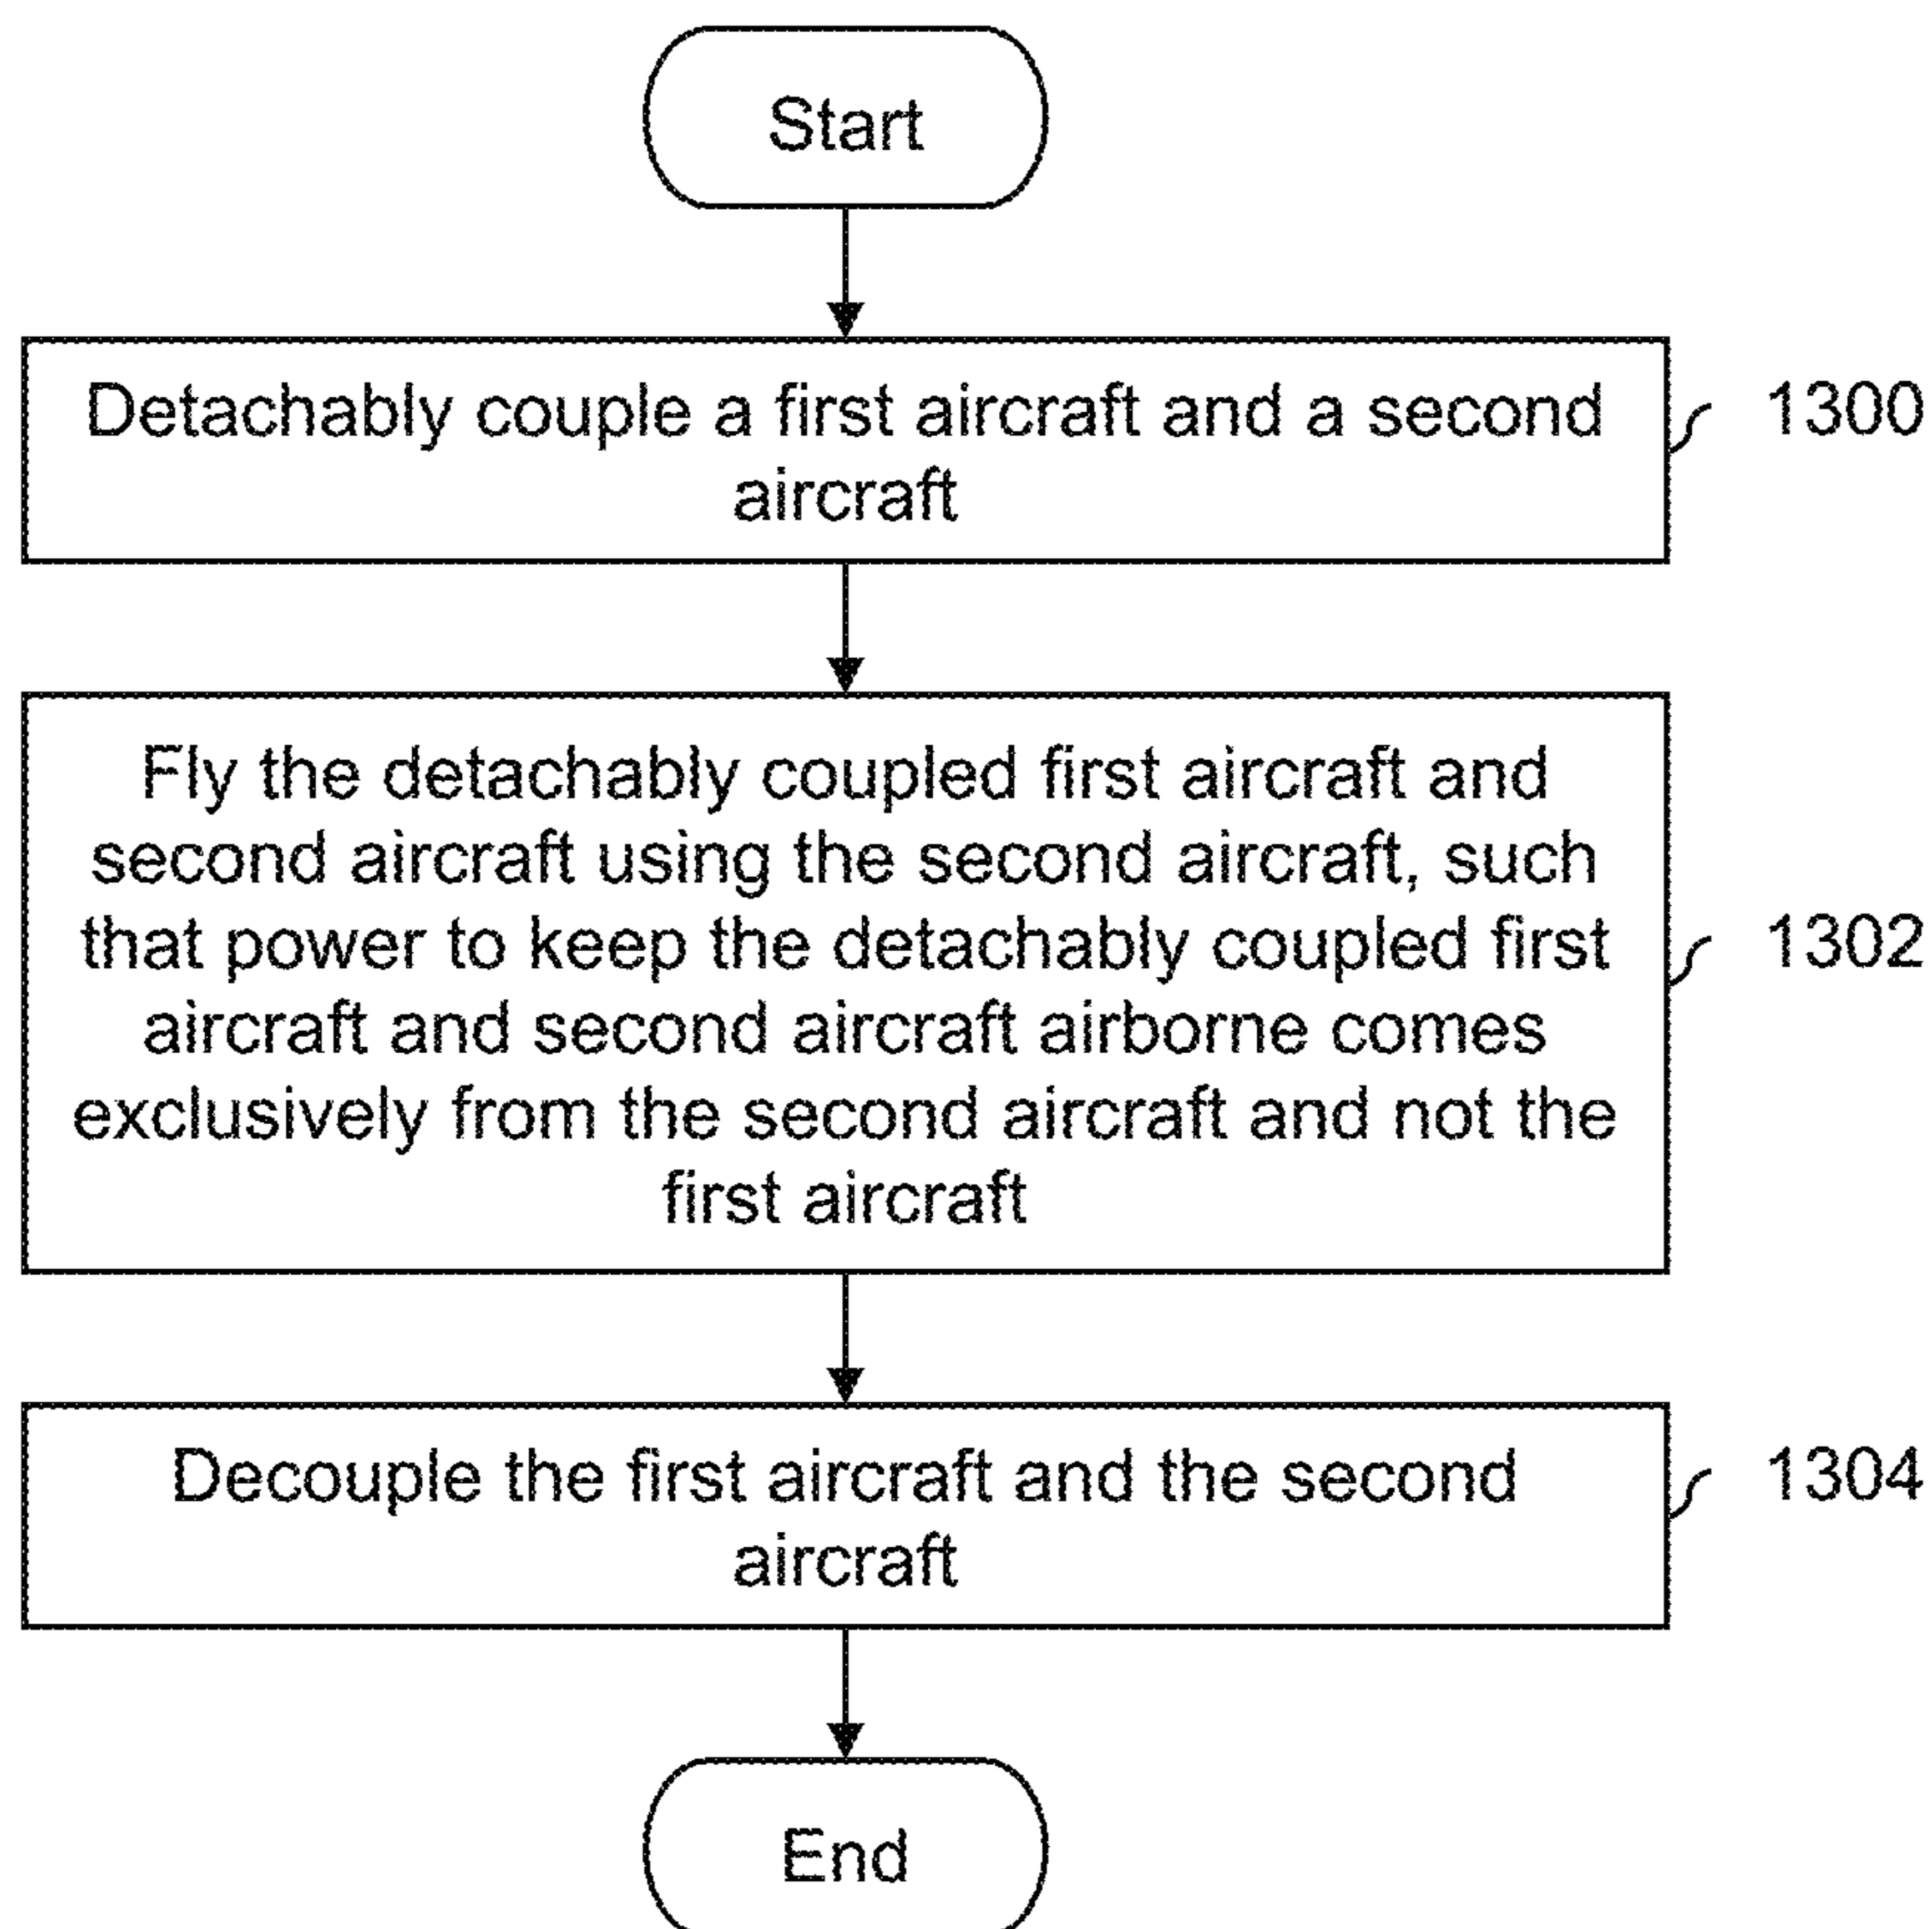 Start
Detachably couple a first aircraft and a second
aircraft
1300
Fly the detachably coupled first aircraft and
second aircraft using the second aircraft, such
that power to keep the detachably coupled first
aircraft and second aircraft airborne comes
exclusively from the second aircraft and not the
first aircraft
1302
Decouple the first aircraft and the second
aircraft
1304
End